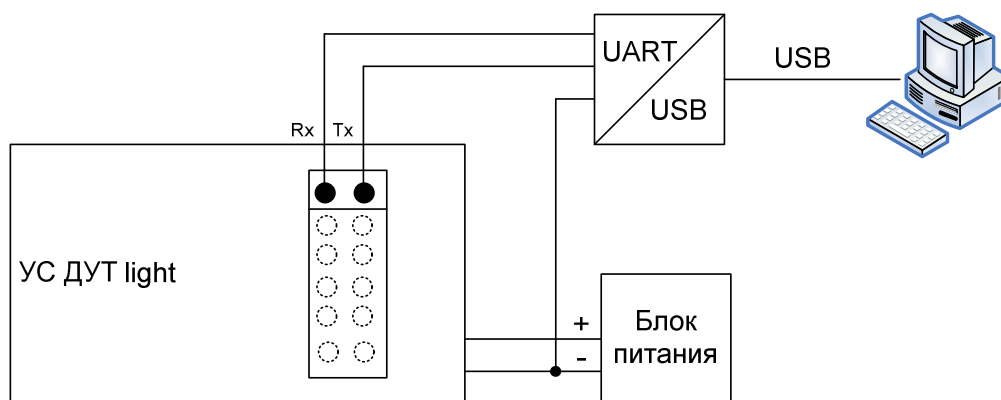 UART
USB
USB
Rx Tx
УС ДУТ light
+
-
Блок
питания